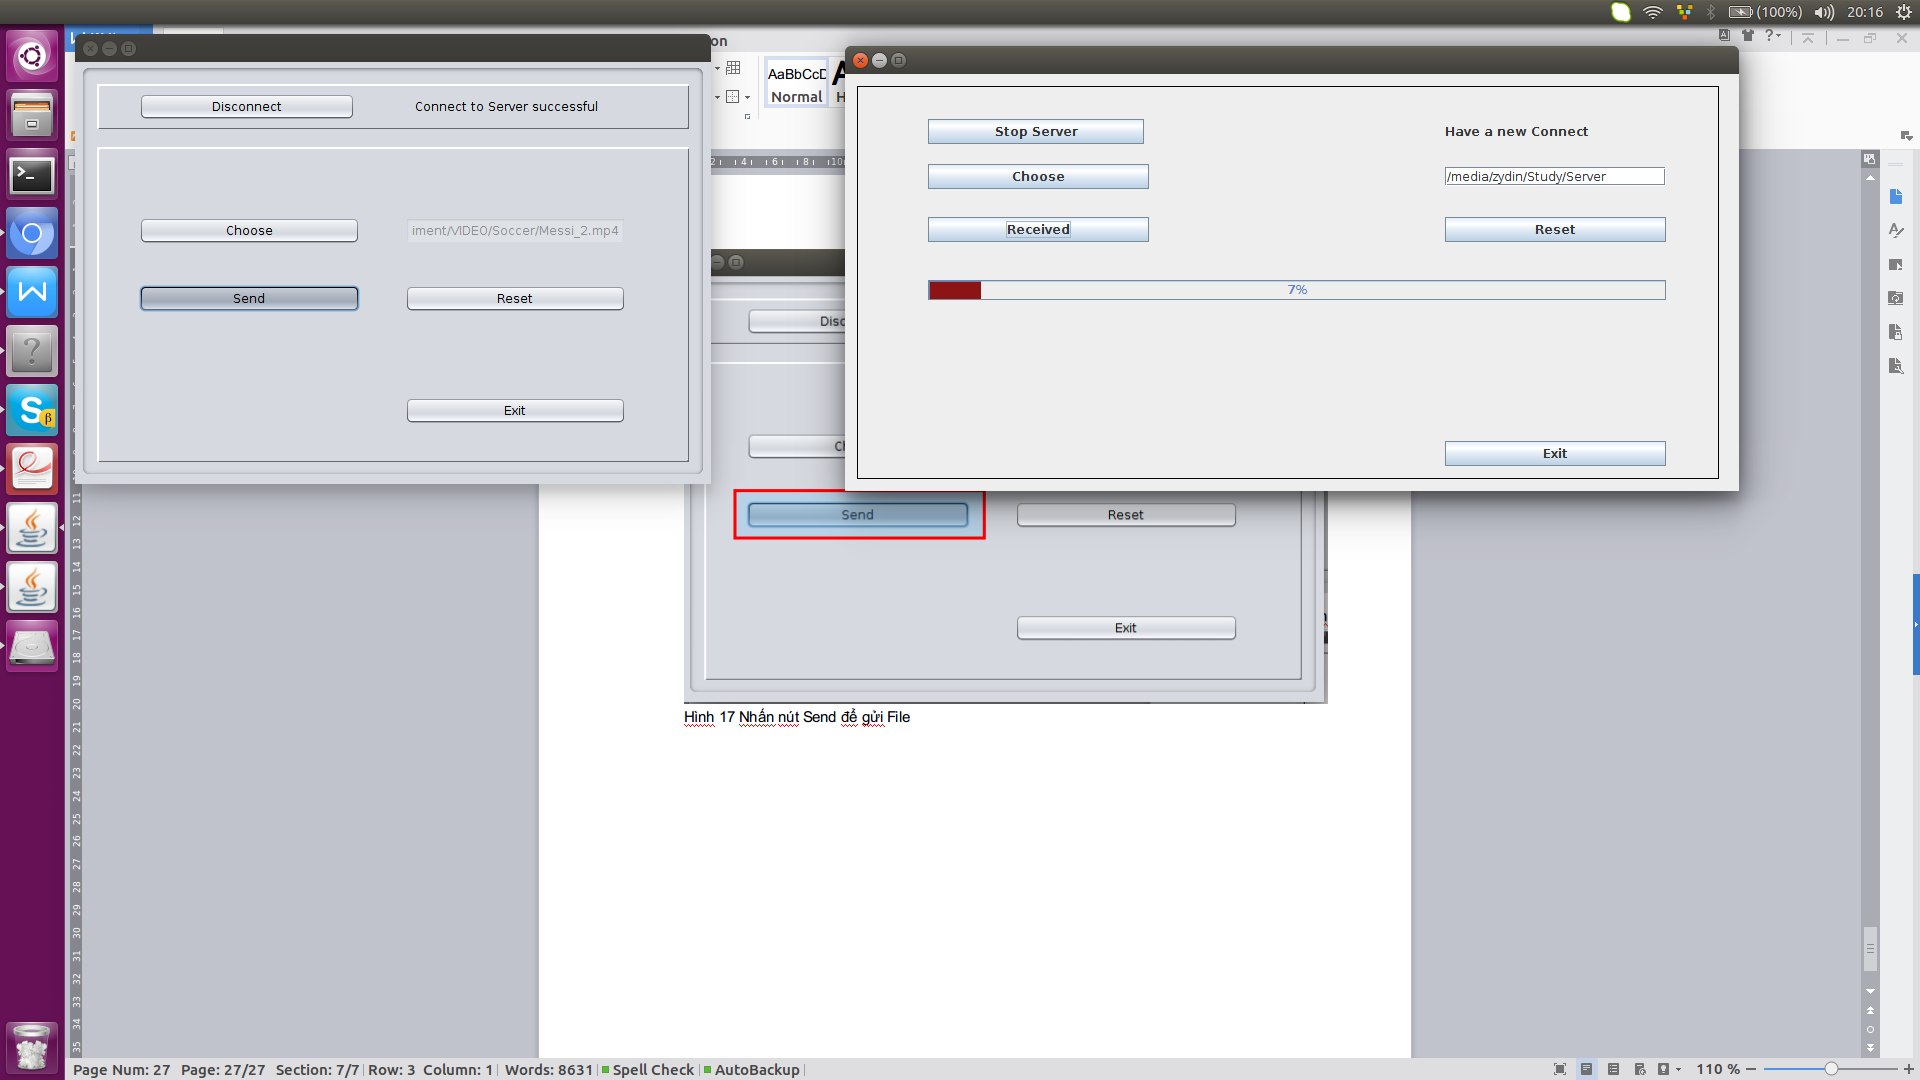 (100%) 20:16
Disconnect
Connect to Server successful
Choose
iment/VIDEO/Soccer/Messi_2.mp4
Send
Reset
Exit
AaBbCcD
Normal
Stop Server
Have a new Connect
Choose
/media/zydin/Study/Server
Received
Reset
7%
Exit
Disc
Send
Reset
Exit
Hình 17 Nhấn nút Send để gửi File
Page Num: 27 Page: 27/27 Section: 7/7 Row: 3 Column: 1 Words: 8631 Spell Check AutoBackup
110 %